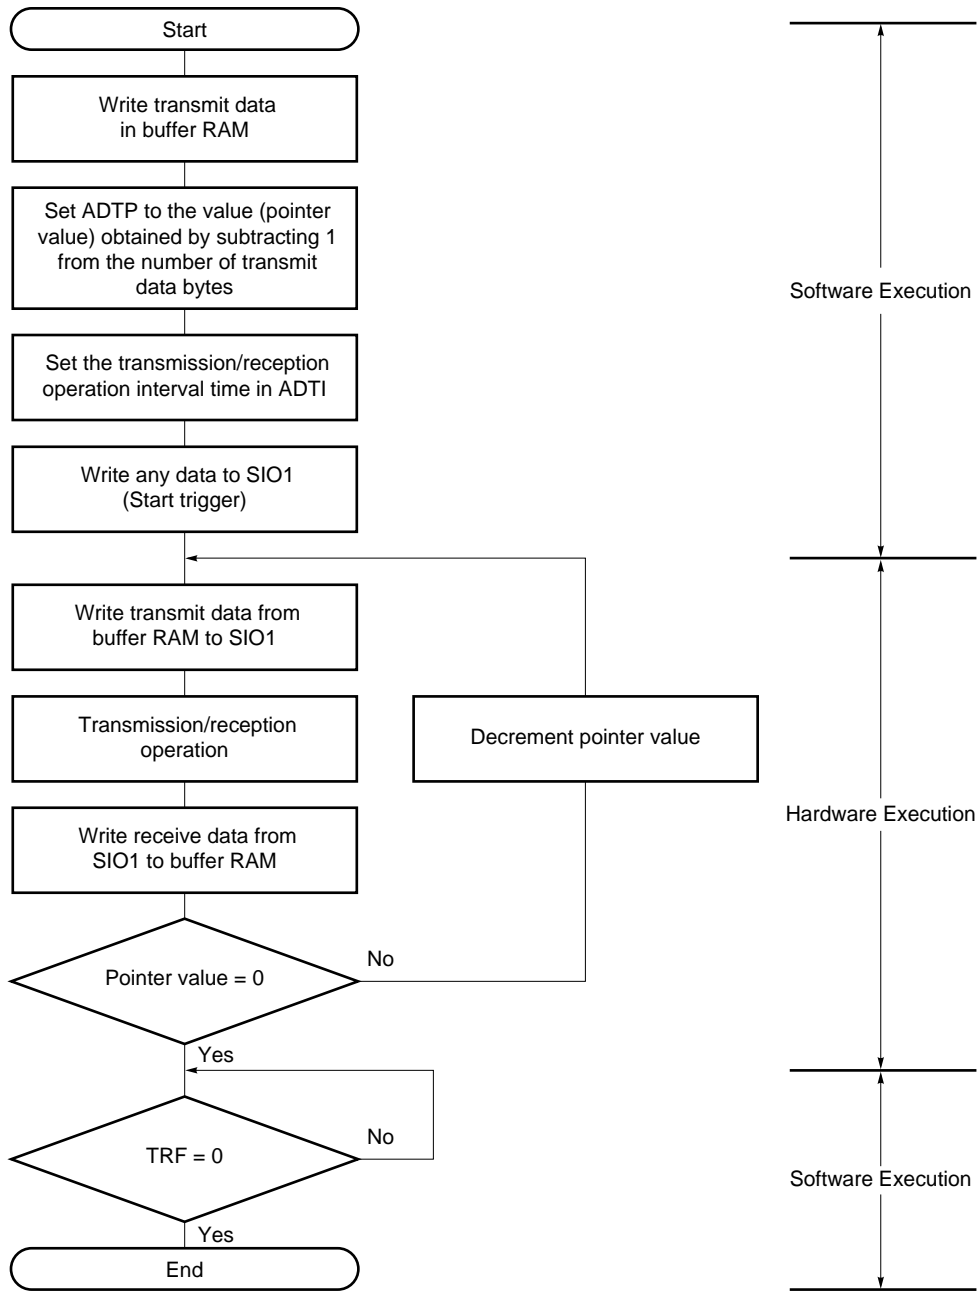 Start
Write transmit data
in buffer RAM
Set ADTP to the value (pointer
value) obtained by subtracting 1
from the number of transmit
data bytes
Software Execution
Set the transmission/reception
operation interval time in ADTI
Write any data to SIO1
(Start trigger)
Write transmit data from
buffer RAM to SIO1
Transmission/reception
operation
Decrement pointer value
Hardware Execution
Write receive data from
SIO1 to buffer RAM
Pointer value = 0
No
Yes
TRF = 0
No
Software Execution
Yes
End